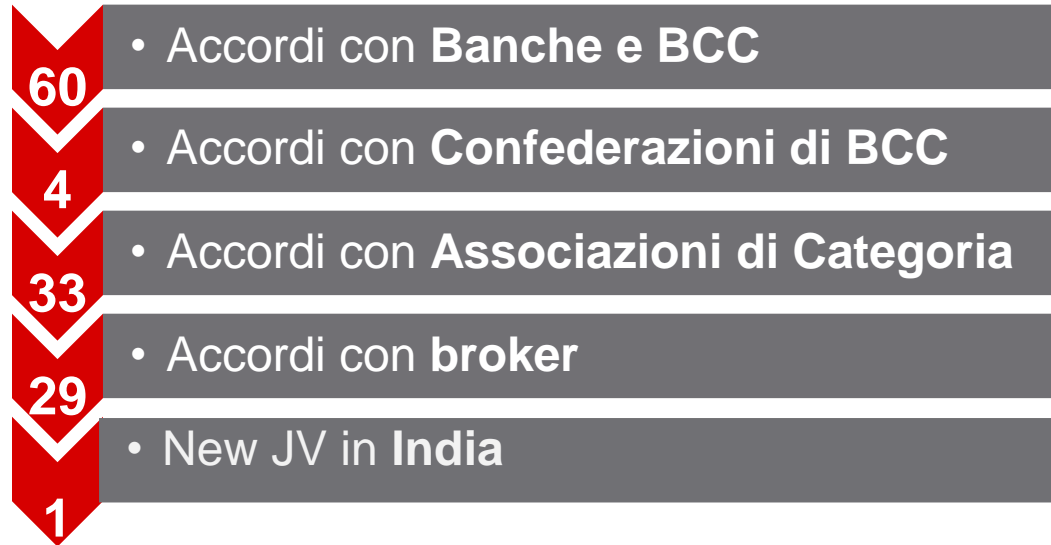 • Accordi con Banche e BCC
60
• Accordi con Confederazioni di BCC
4
• Accordi con Associazioni di Categoria
33
• Accordi con broker
29
• New JV in India
1